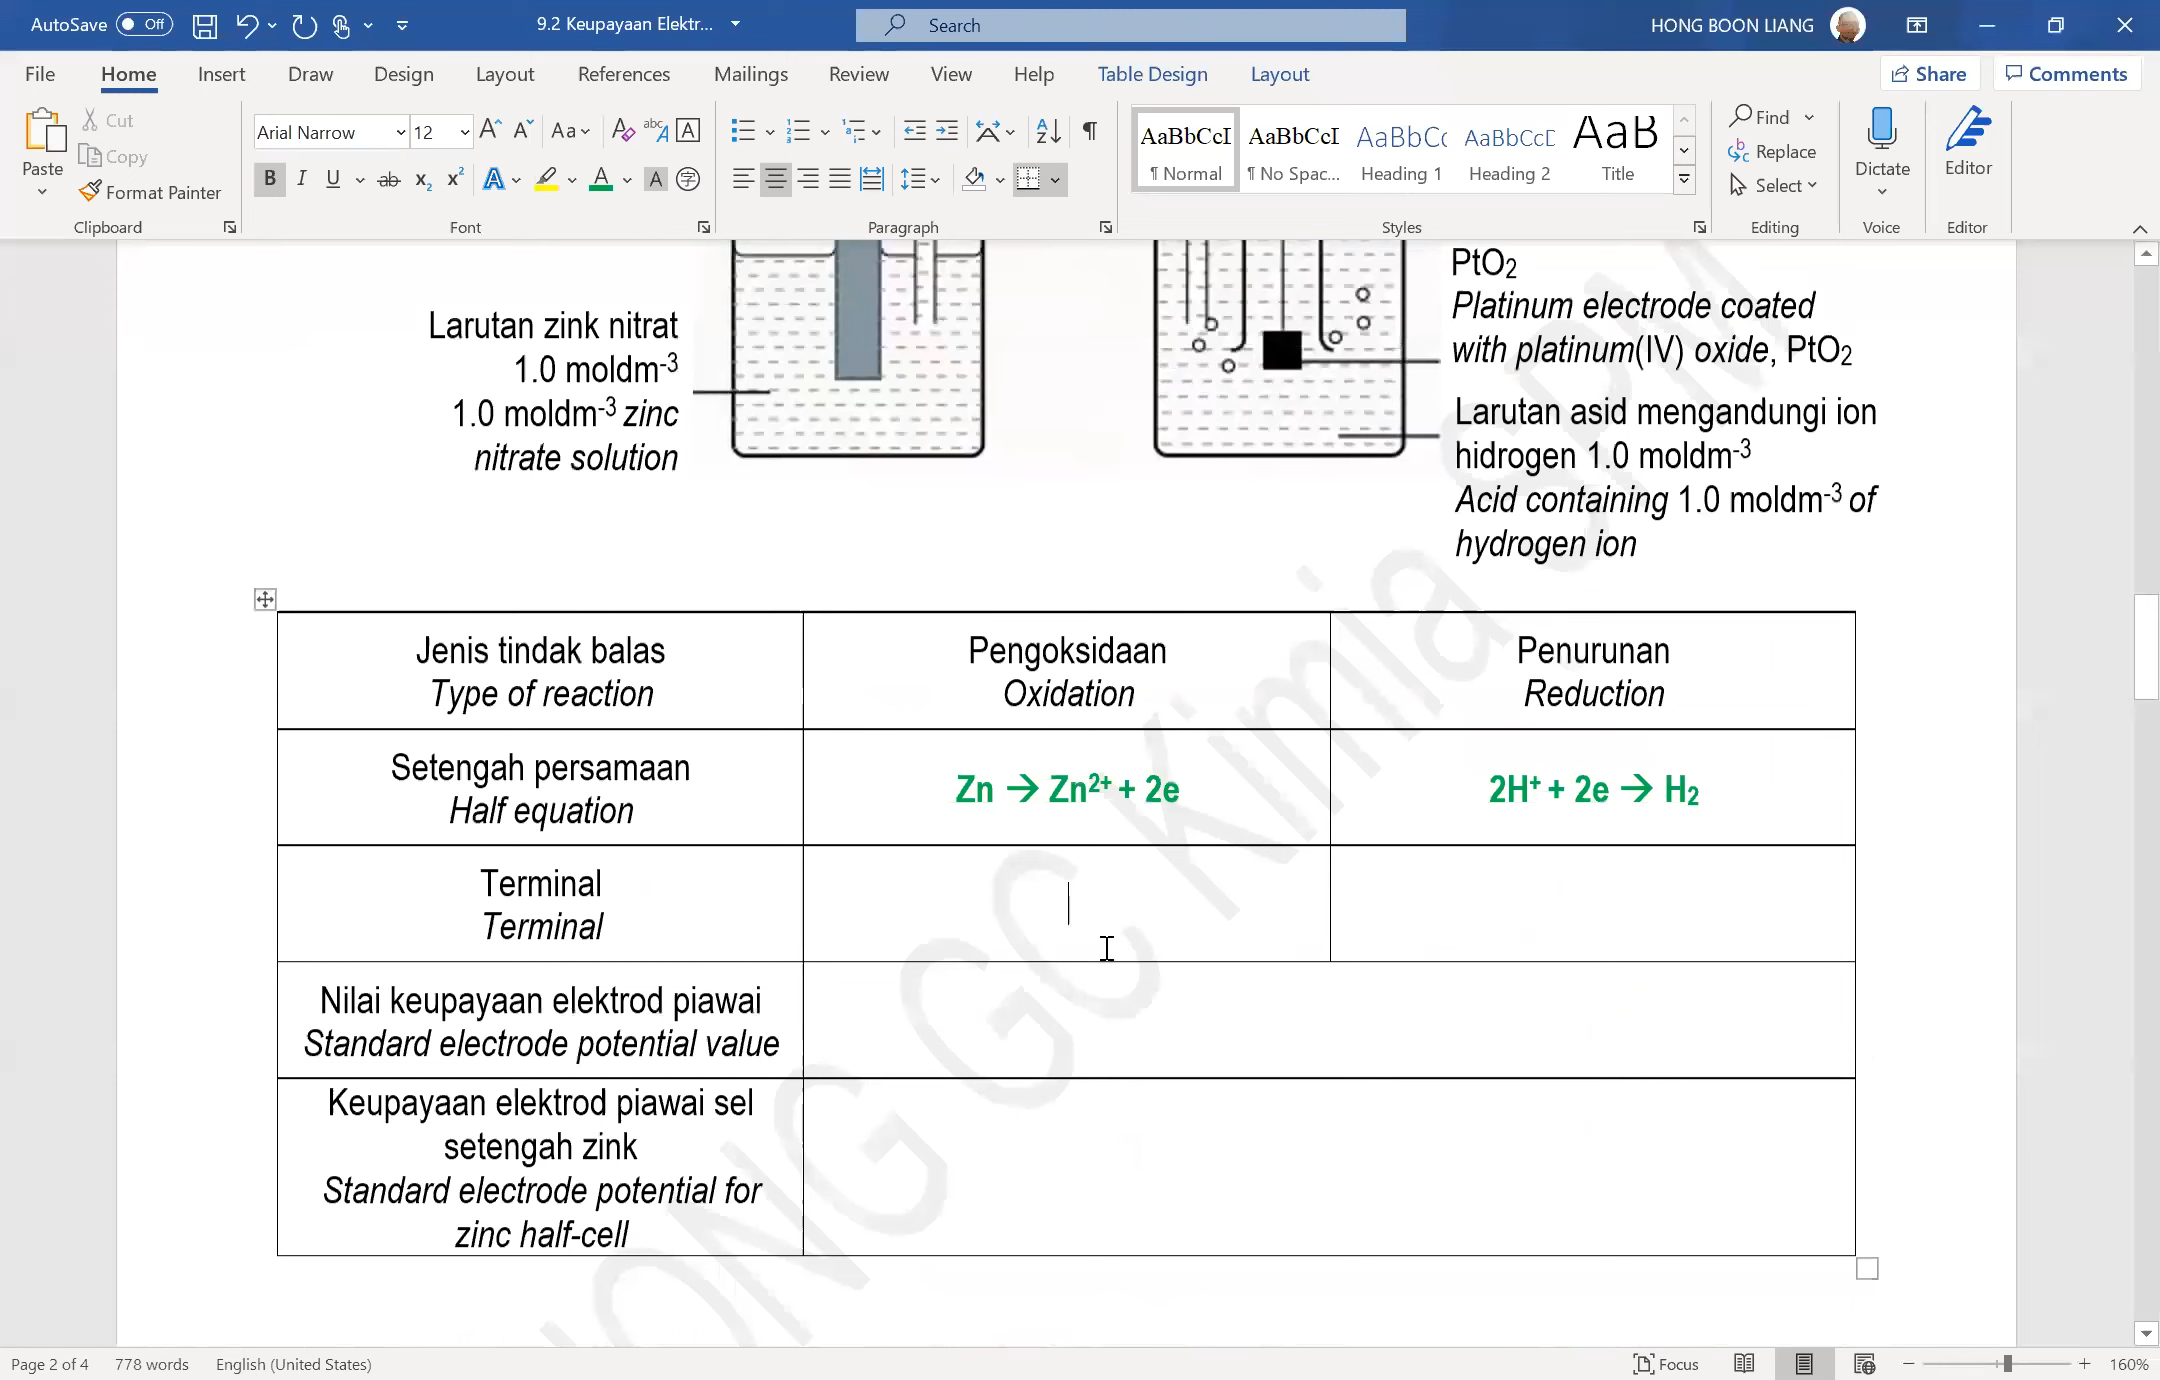 AutoSave Off 9.2 Keupayaan Elektr... Search HONG BOON LIANG
File Home Insert Draw Design Layout References Mailings Review View Help Table Design Layout Share Comments
Paste Cut Copy Format Painter
Arial Narrow 12
AaBbCcI AaBbCcI AaBbCc AaBbCcD AaB
¶ Normal ¶ No Spac... Heading 1 Heading 2 Title
Find Replace Select
Dictate Editor
Clipboard Font Paragraph Styles Editing Voice Editor
Larutan zink nitrat
1.0 moldm-3
1.0 moldm-3 zinc
nitrate solution
PtO2
Platinum electrode coated
with platinum(IV) oxide, PtO2
Larutan asid mengandungi ion
hidrogen 1.0 moldm-3
Acid containing 1.0 moldm-3 of
hydrogen ion
Jenis tindak balas
Type of reaction
Pengoksidaan
Oxidation
Penurunan
Reduction
Setengah persamaan
Half equation
Zn → Zn2+ + 2e
2H+ + 2e → H2
Terminal
Terminal
Nilai keupayaan elektrod piawai
Standard electrode potential value
Keupayaan elektrod piawai sel
setengah zink
Standard electrode potential for
zinc half-cell
HONG GC Kimia SPM
Page 2 of 4 778 words English (United States) Focus 160%